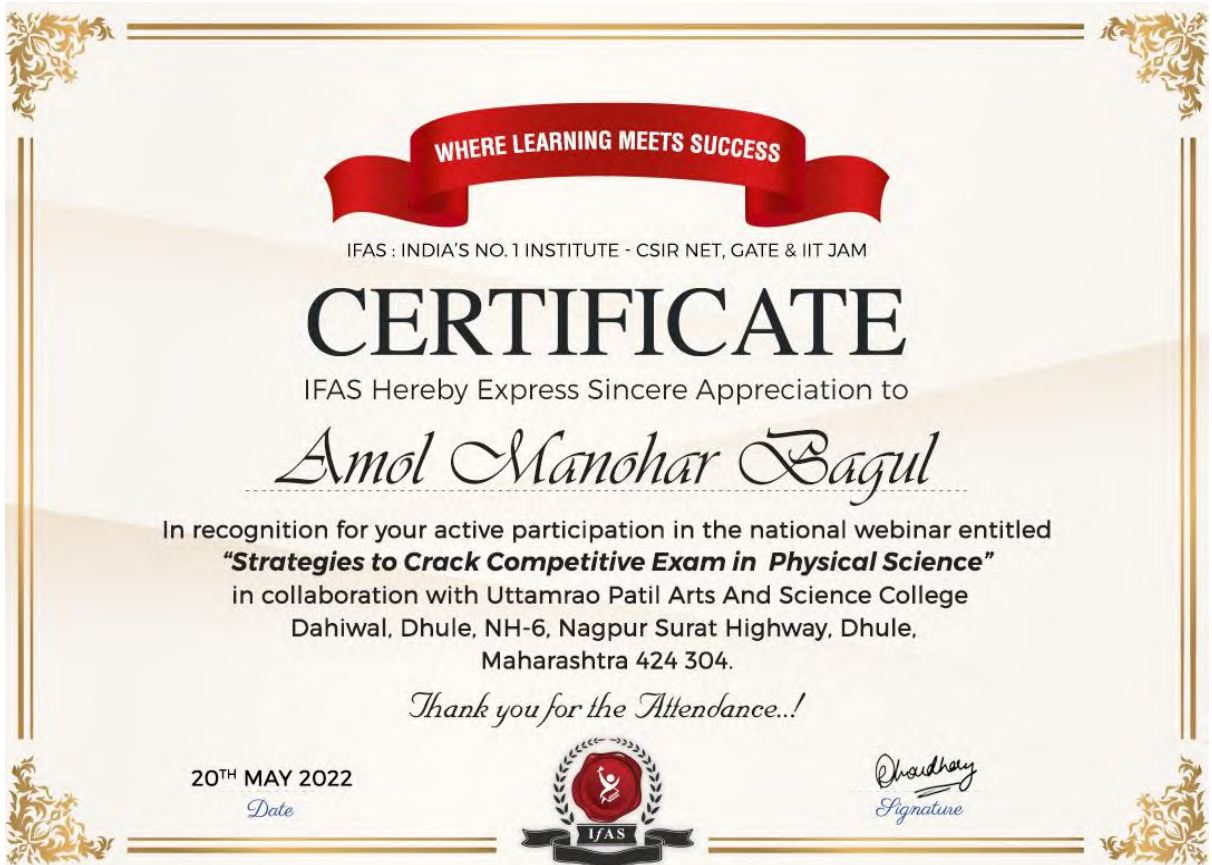 WHERE LEARNING MEETS SUCCESS
IFAS : INDIA'S NO. 1 INSTITUTE - CSIR NET, GATE & IIT JAM
CERTIFICATE
IFAS Hereby Express Sincere Appreciation to
Amol Manohar Bagul
In recognition for your active participation in the national webinar entitled
"Strategies to Crack Competitive Exam in Physical Science"
in collaboration with Uttamrao Patil Arts And Science College
Dahiwal, Dhule, NH-6, Nagpur Surat Highway, Dhule,
Maharashtra 424 304.
Thank you for the Attendance..!
20TH MAY 2022
Date
IfAS
Signature